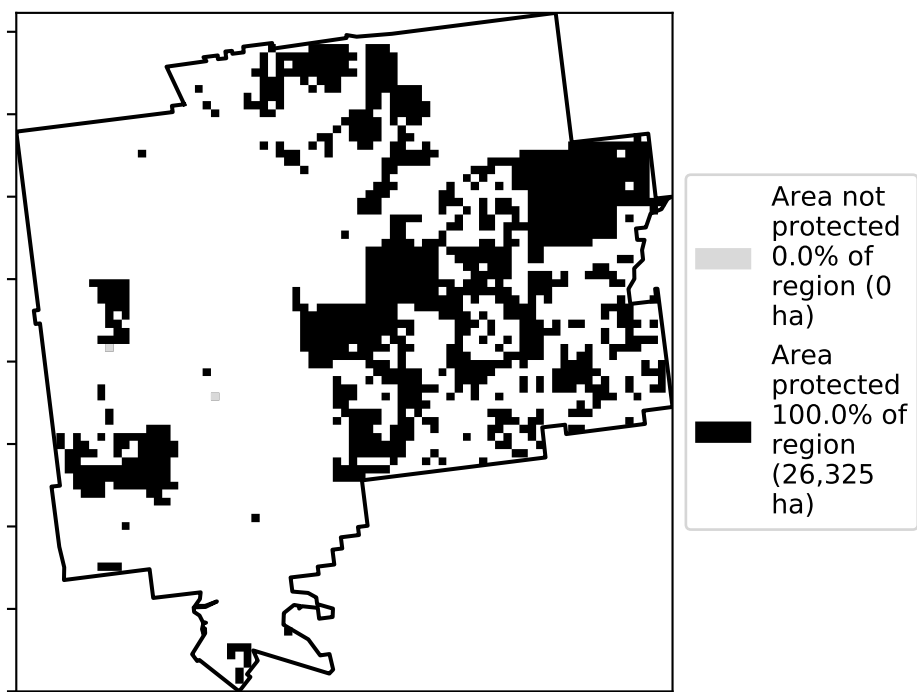 Area not
protected
0.0% of
region (0
ha)
Area
protected
100.0% of
region
(26,325
ha)